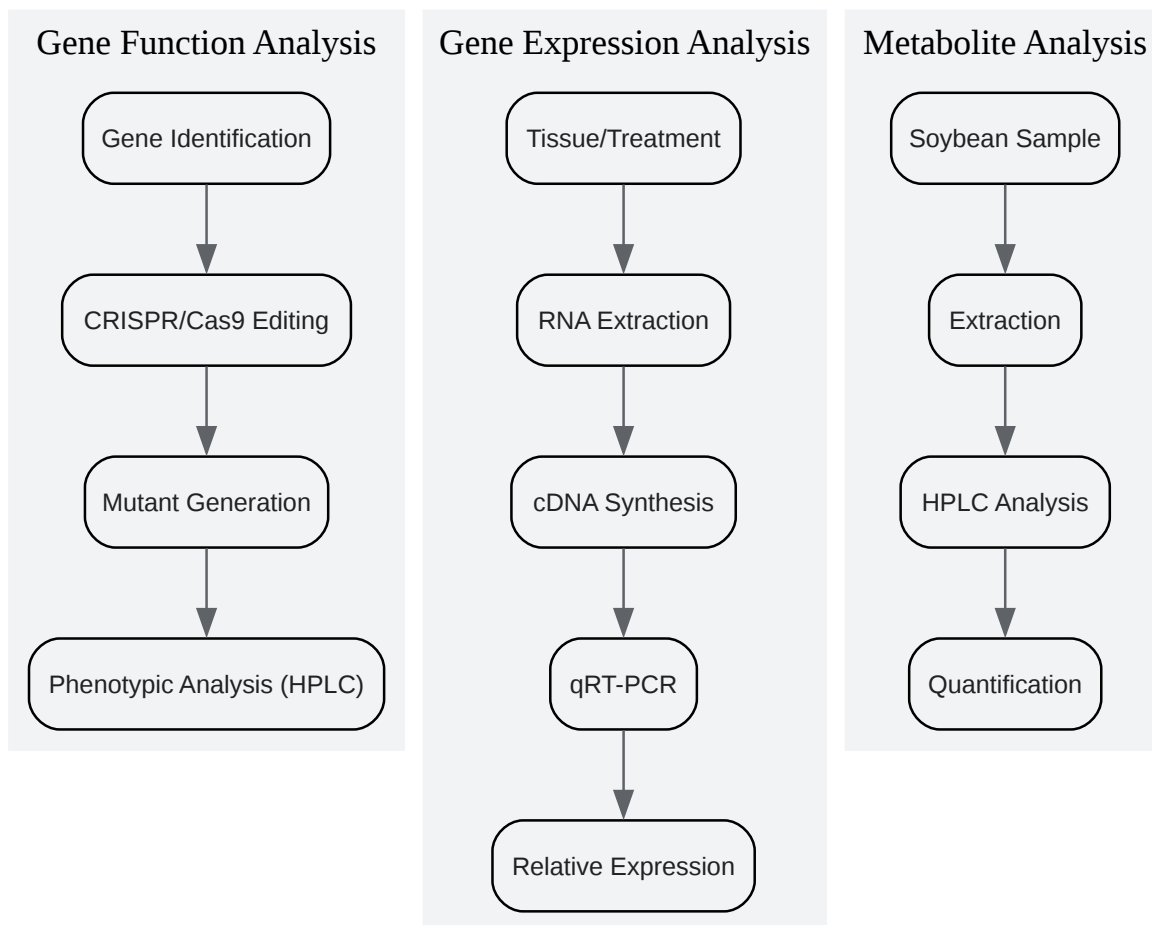 Gene Function Analysis
Gene Identification
CRISPR/Cas9 Editing
Mutant Generation
Phenotypic Analysis (HPLC)
Gene Expression Analysis
Tissue/Treatment
RNA Extraction
cDNA Synthesis
qRT-PCR
Relative Expression
Metabolite Analysis
Soybean Sample
Extraction
HPLC Analysis
Quantification